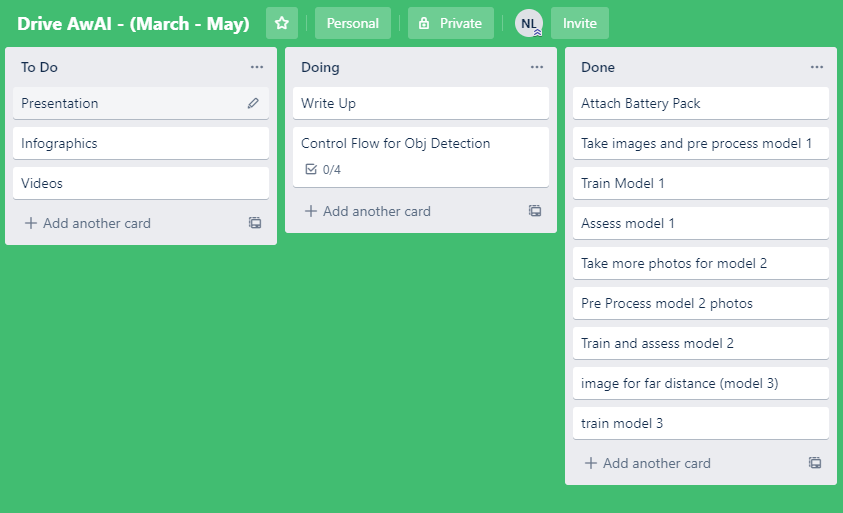 Drive AwAI - (March - May)
Personal
Private
NL
Invite
To Do
Presentation
Infographics
Videos
Add another card
Doing
Write Up
Control Flow for Obj Detection
0/4
Add another card
Done
Attach Battery Pack
Take images and pre process model 1
Train Model 1
Assess model 1
Take more photos for model 2
Pre Process model 2 photos
Train and assess model 2
image for far distance (model 3)
train model 3
Add another card